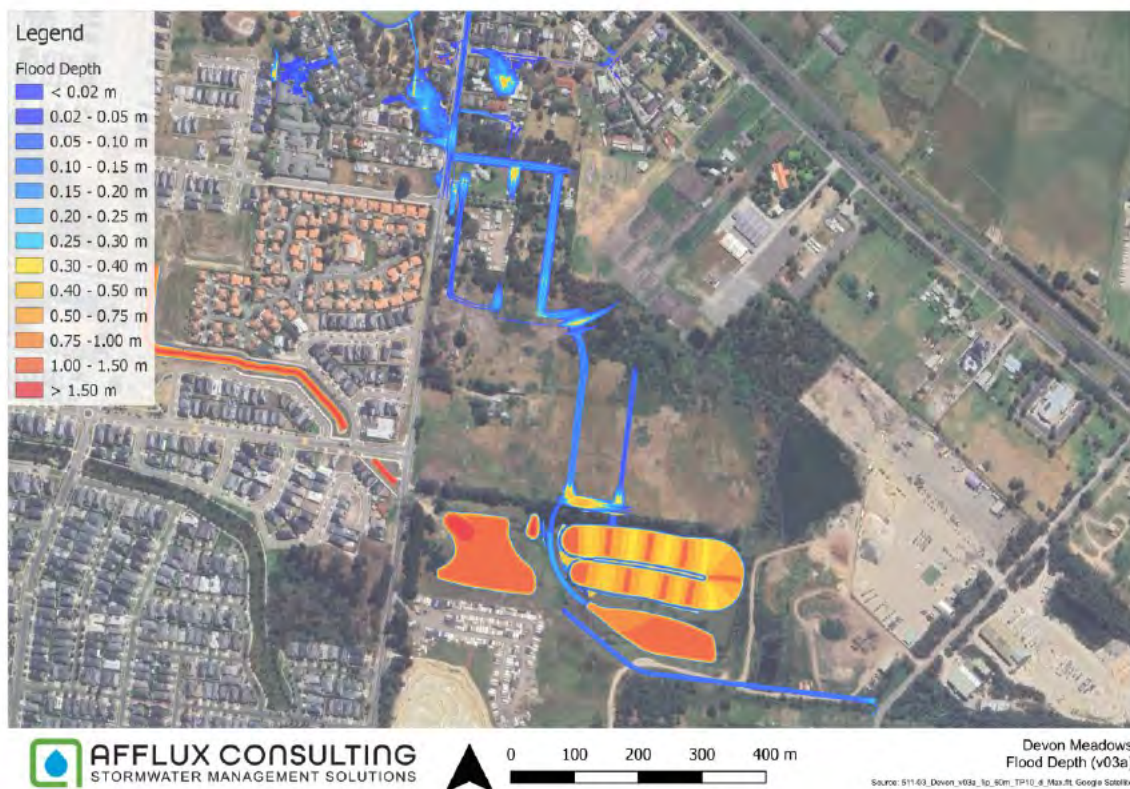 Legend
Flood Depth
< 0.02 m
0.02 - 0.05 m
0.05 - 0.10 m
0.10 - 0.15 m
0.15 - 0.20 m
0.20 - 0.25 m
0.25 - 0.30 m
0.30 - 0.40 m
0.40 - 0.50 m
0.50 - 0.75 m
0.75 -1.00 m
1.00 - 1.50 m
> 1.50 m
AFFLUX CONSULTING
STORMWATER MANAGEMENT SOLUTIONS
0 100 200 300 400 m
Devon Meadows
Flood Depth (v03a)
Source: Google Satellite